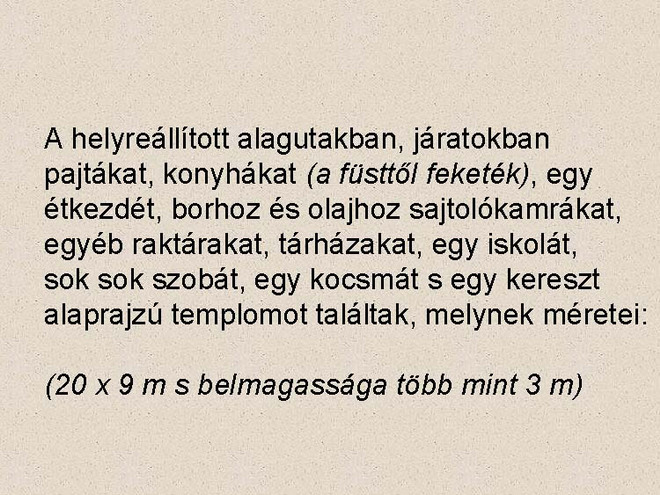 A helyreállított alagutakban, járatokban
pajtákat, konyhákat (a füsttől feketék), egy
étkezdét, borhoz és olajhoz sajtolókamrákat,
egyéb raktárakat, tárházakat, egy iskolát,
sok sok szobát, egy kocsmát s egy kereszt
alaprajzú templomot találtak, melynek méretei:
(20 x 9 m s belmagassága több mint 3 m)